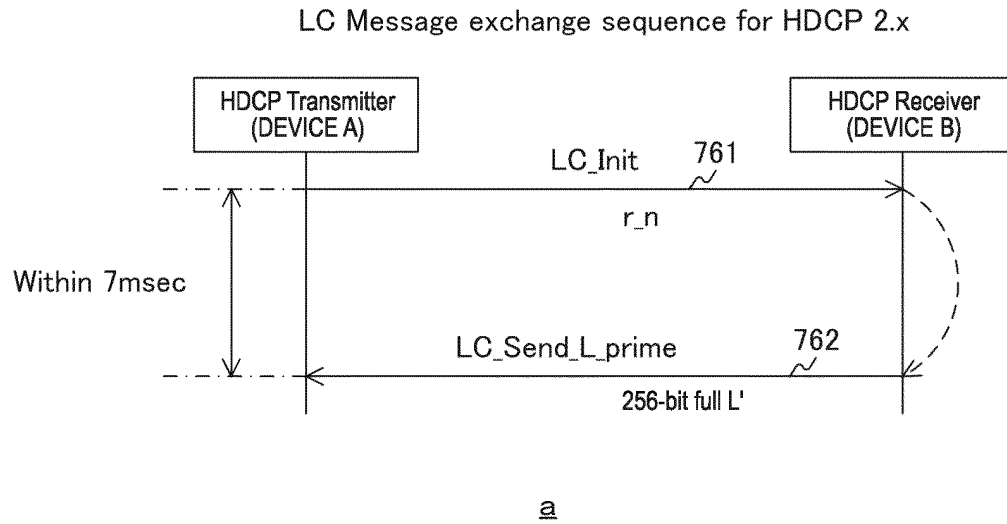 LC Message exchange sequence for HDCP 2.x
HDCP Transmitter
(DEVICE A)
HDCP Receiver
(DEVICE B)
LC_Init
761
r_n
Within 7msec
LC_Send_L_prime
762
256-bit full L'
a